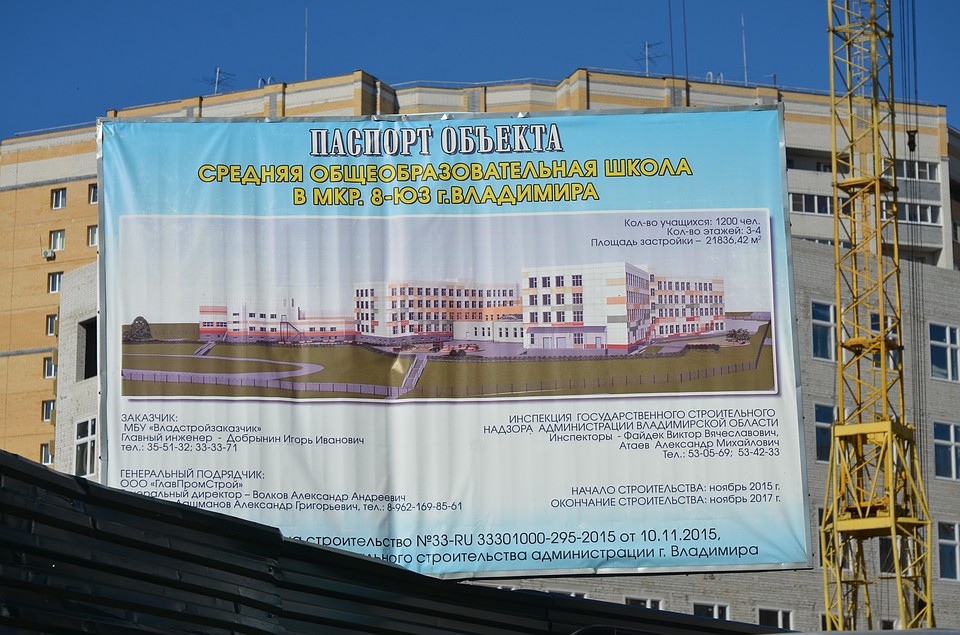 ПАСПОРТ ОБЪЕКТА
СРЕДНЯЯ ОБЩЕОБРАЗОВАТЕЛЬНАЯ ШКОЛА
В МКР. 8-ЮЗ г.ВЛАДИМИРА
Кол-во учащихся: 1200 чел.
Кол-во этажей: 3-4
Площадь застройки – 21836,42 м²
ЗАКАЗЧИК:
МБУ «Владстройзаказчик»
Главный инженер - Добрынин Игорь Иванович
тел.: 35-51-32; 33-33-71
ГЕНЕРАЛЬНЫЙ ПОДРЯДЧИК:
ООО «ГлавПромСтрой»
директор – Волков Александр Андреевич
Александр Григорьевич, тел.: 8-962-169-85-61
ИНСПЕКЦИЯ ГОСУДАРСТВЕННОГО СТРОИТЕЛЬНОГО
НАДЗОРА АДМИНИСТРАЦИИ ВЛАДИМИРСКОЙ ОБЛАСТИ
Инспекторы - Файдек Виктор Вячеславович,
Атаев Александр Михайлович
Тел.: 53-05-69; 53-42-33
НАЧАЛО СТРОИТЕЛЬСТВА: ноябрь 2015 г.
ОКОНЧАНИЕ СТРОИТЕЛЬСТВА: ноябрь 2017 г.
на строительство №33-RU 33301000-295-2015 от 10.11.2015,
строительства администрации г. Владимира